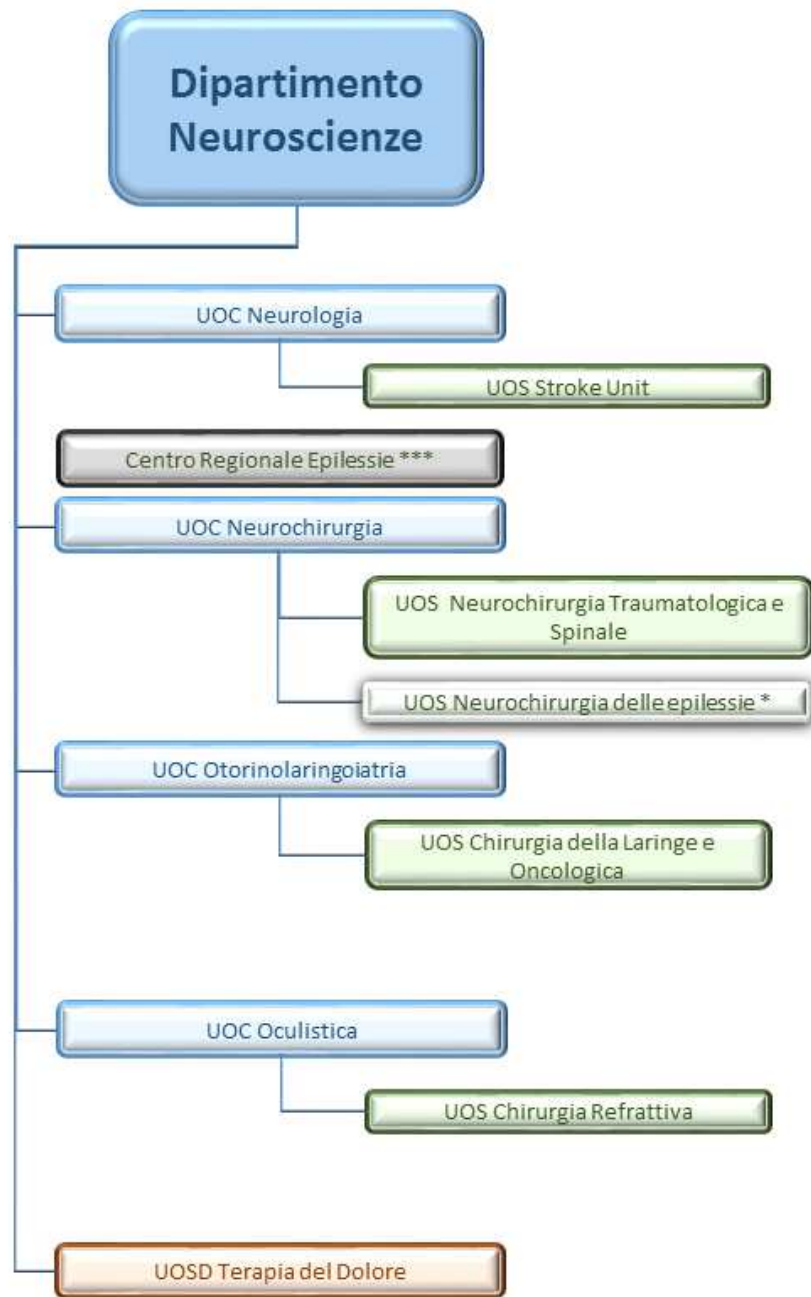 Dipartimento
Neuroscienze
UOC Neurologia
UOS Stroke Unit
Centro Regionale Epilessie ***
UOC Neurochirurgia
UOS Neurochirurgia Traumatologica e
Spinale
UOS Neurochirurgia delle epilessie *
UOC Otorinolaringoiatria
UOS Chirurgia della Laringe e
Oncologica
UOC Oculistica
UOS Chirurgia Refrattiva
UOSD Terapia del Dolore